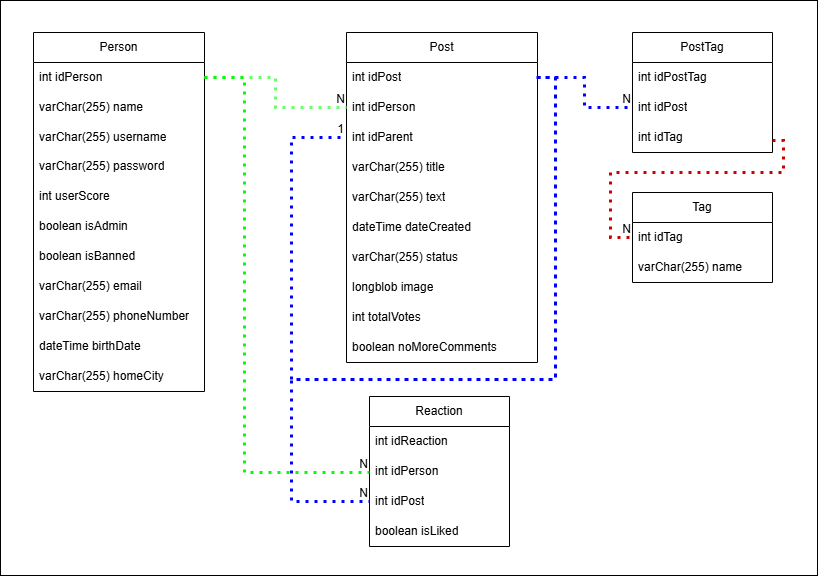 Person
int idPerson
varChar(255) name
varChar(255) username
varChar(255) password
int userScore
boolean isAdmin
boolean isBanned
varChar(255) email
varChar(255) phoneNumber
dateTime birthDate
varChar(255) homeCity
Post
int idPost
N
int idPerson
1
int idParent
varChar(255) title
varChar(255) text
dateTime dateCreated
varChar(255) status
longblob image
int totalVotes
boolean noMoreComments
PostTag
int idPostTag
N
int idPost
int idTag
Tag
N
int idTag
varChar(255) name
Reaction
int idReaction
N
int idPerson
N
int idPost
boolean isLiked